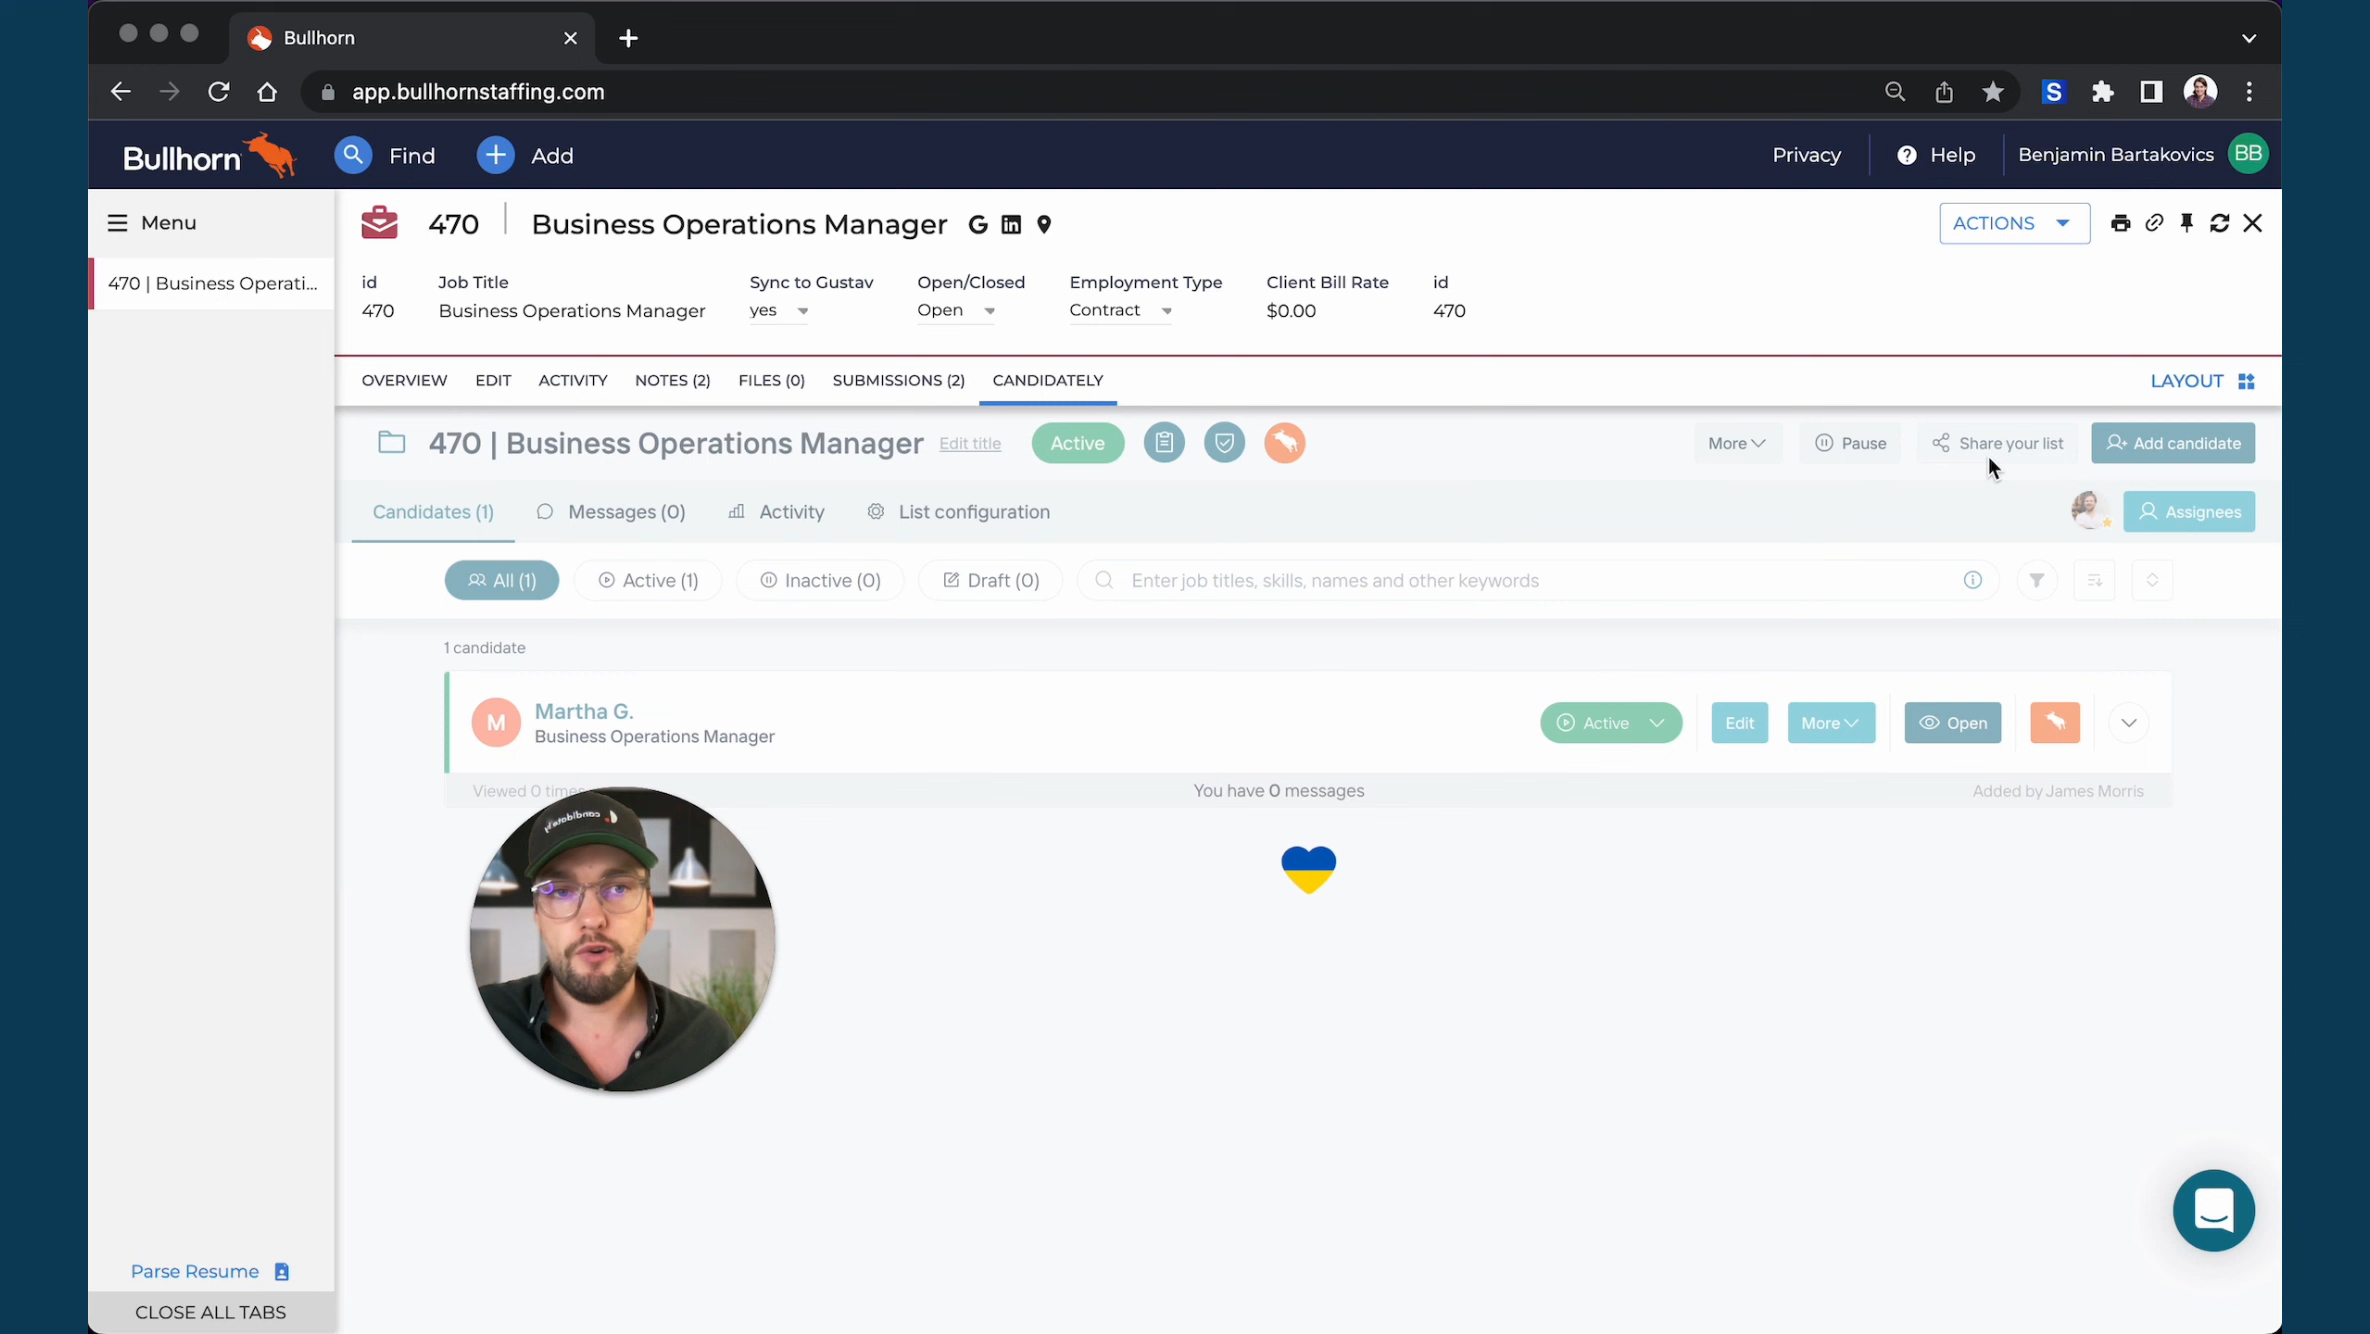 Bullhorn
app.bullhornstaffing.com
S
Bullhorn Find Add Privacy Help Benjamin Bartakovics BB
Menu
470 | Business Operati...
470 Business Operations Manager G in ACTIONS
id Job Title Sync to Gustav Open/Closed Employment Type Client Bill Rate id
470 Business Operations Manager yes Open Contract $0.00 470
OVERVIEW EDIT ACTIVITY NOTES (2) FILES (0) SUBMISSIONS (2) CANDIDATELY LAYOUT
470 | Business Operations Manager Edit title Active More Pause Share your list Add candidate
Candidates (1) Messages (0) Activity List configuration Assignees
All (1) Active (1) Inactive (0) Draft (0) Enter job titles, skills, names and other keywords
1 candidate
M Martha G. Active Edit More Open
Business Operations Manager
Viewed 0 times You have 0 messages Added by James Morris
candidately
Parse Resume
CLOSE ALL TABS